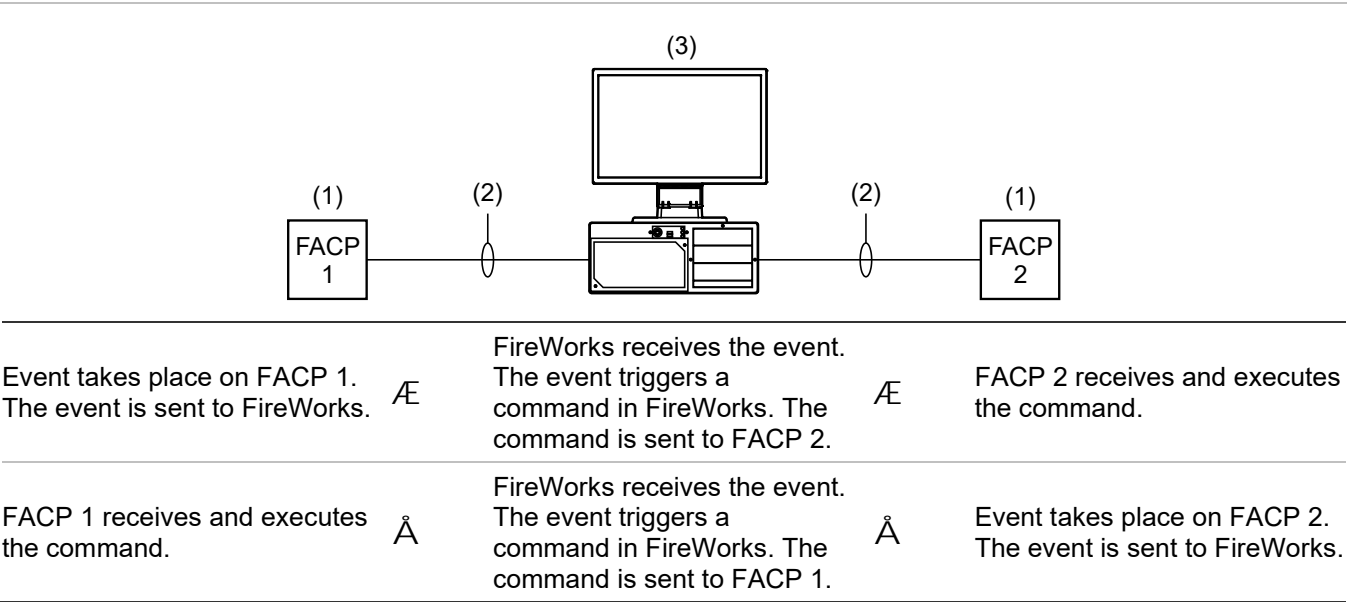 (3)
(1)
(2)
(2)
(1)
FACP
1
FACP
2
Event takes place on FACP 1.
The event is sent to FireWorks.
Æ
FireWorks receives the event.
The event triggers a
command in FireWorks. The
command is sent to FACP 2.
Æ
FACP 2 receives and executes
the command.
FACP 1 receives and executes
the command.
Å
FireWorks receives the event.
The event triggers a
command in FireWorks. The
command is sent to FACP 1.
Å
Event takes place on FACP 2.
The event is sent to FireWorks.